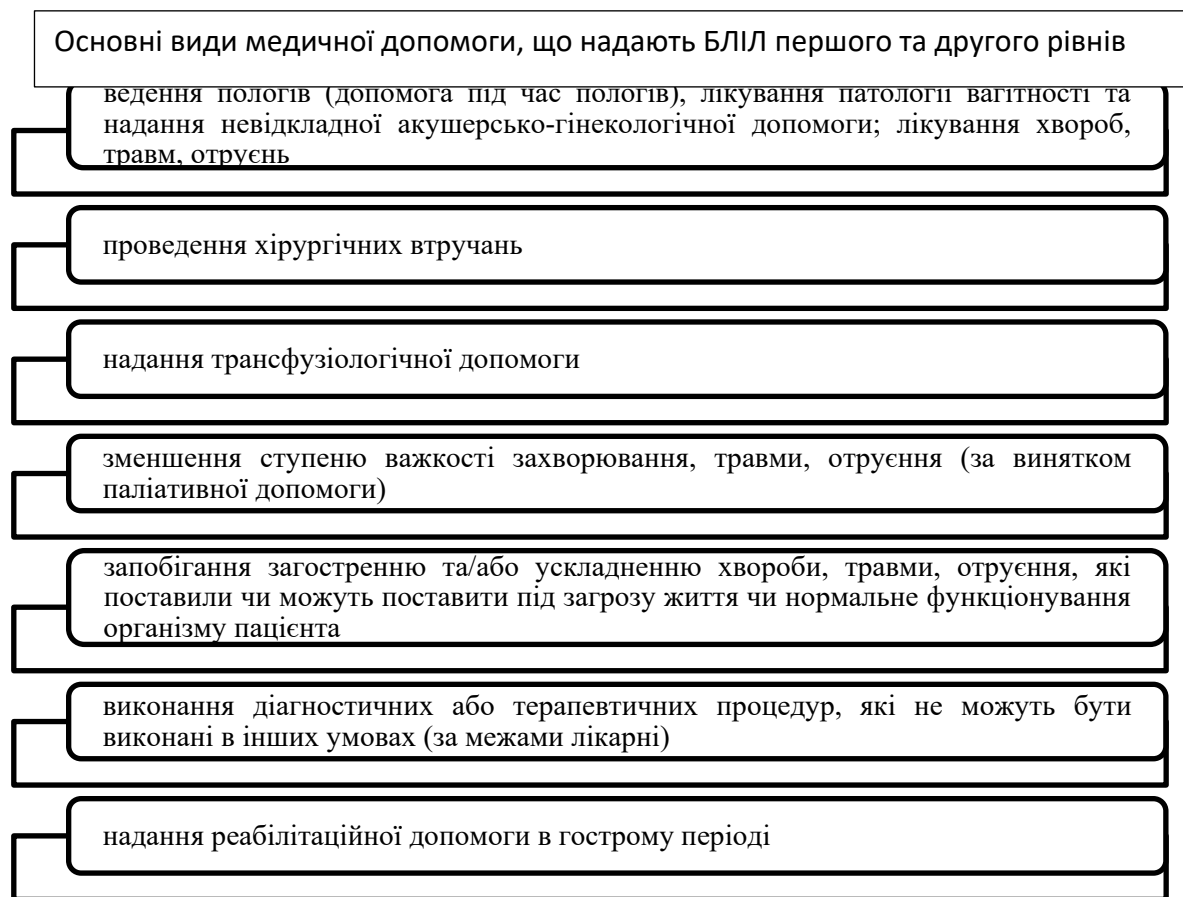 Основні види медичної допомоги, що надають БЛІЛ першого та другого рівнів
ведення пологів (допомога під час пологів), лікування патології вагітності та
надання невідкладної акушерсько-гінекологічної допомоги; лікування хвороб,
травм, отруєнь
проведення хірургічних втручань
надання трансфузіологічної допомоги
зменшення ступеню важкості захворювання, травми, отруєння (за винятком
паліативної допомоги)
запобігання загостренню та/або ускладненню хвороби, травми, отруєння, які
поставили чи можуть поставити під загрозу життя чи нормальне функціонування
організму пацієнта
виконання діагностичних або терапевтичних процедур, які не можуть бути
виконані в інших умовах (за межами лікарні)
надання реабілітаційної допомоги в гострому періоді